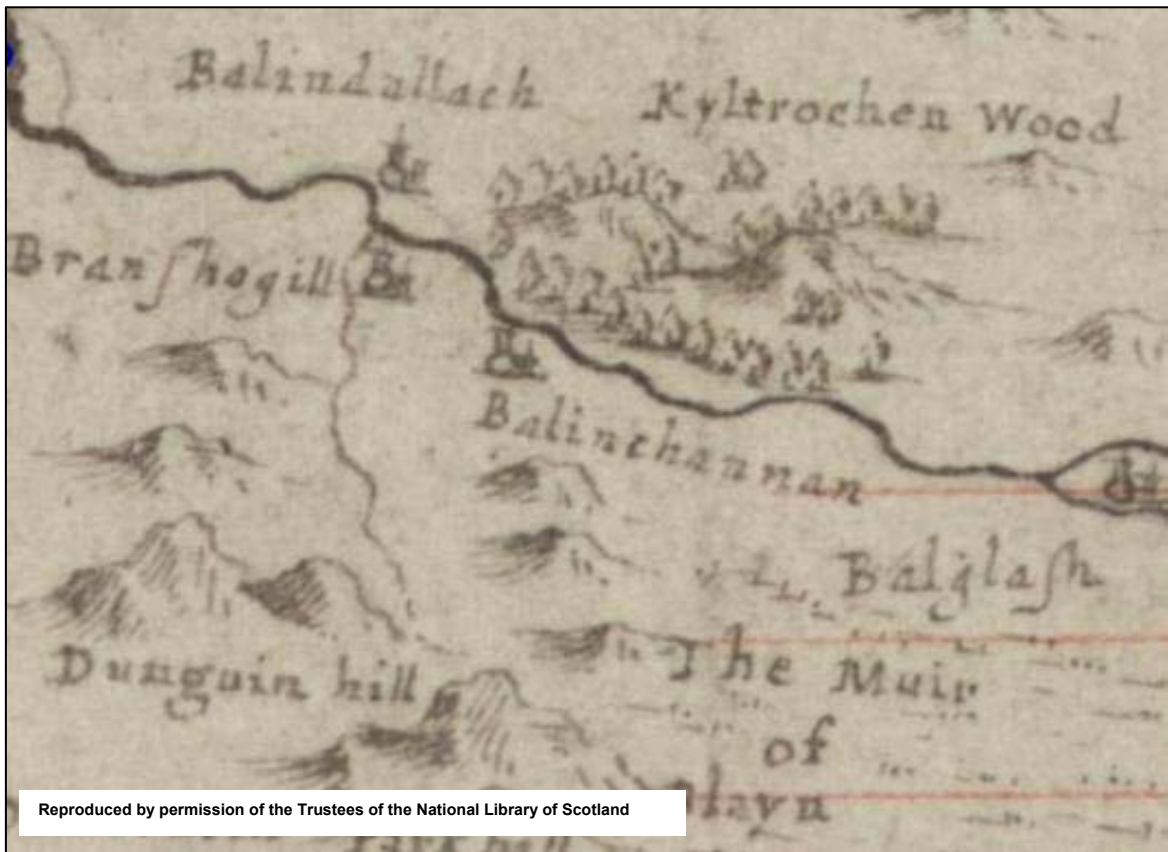 Balindallach
Kyltrochen Wood
Branſhogill
Balinchannan
Balglaſh
Dunguin hill
The Muir
of
Reproduced by permission of the Trustees of the National Library of Scotland